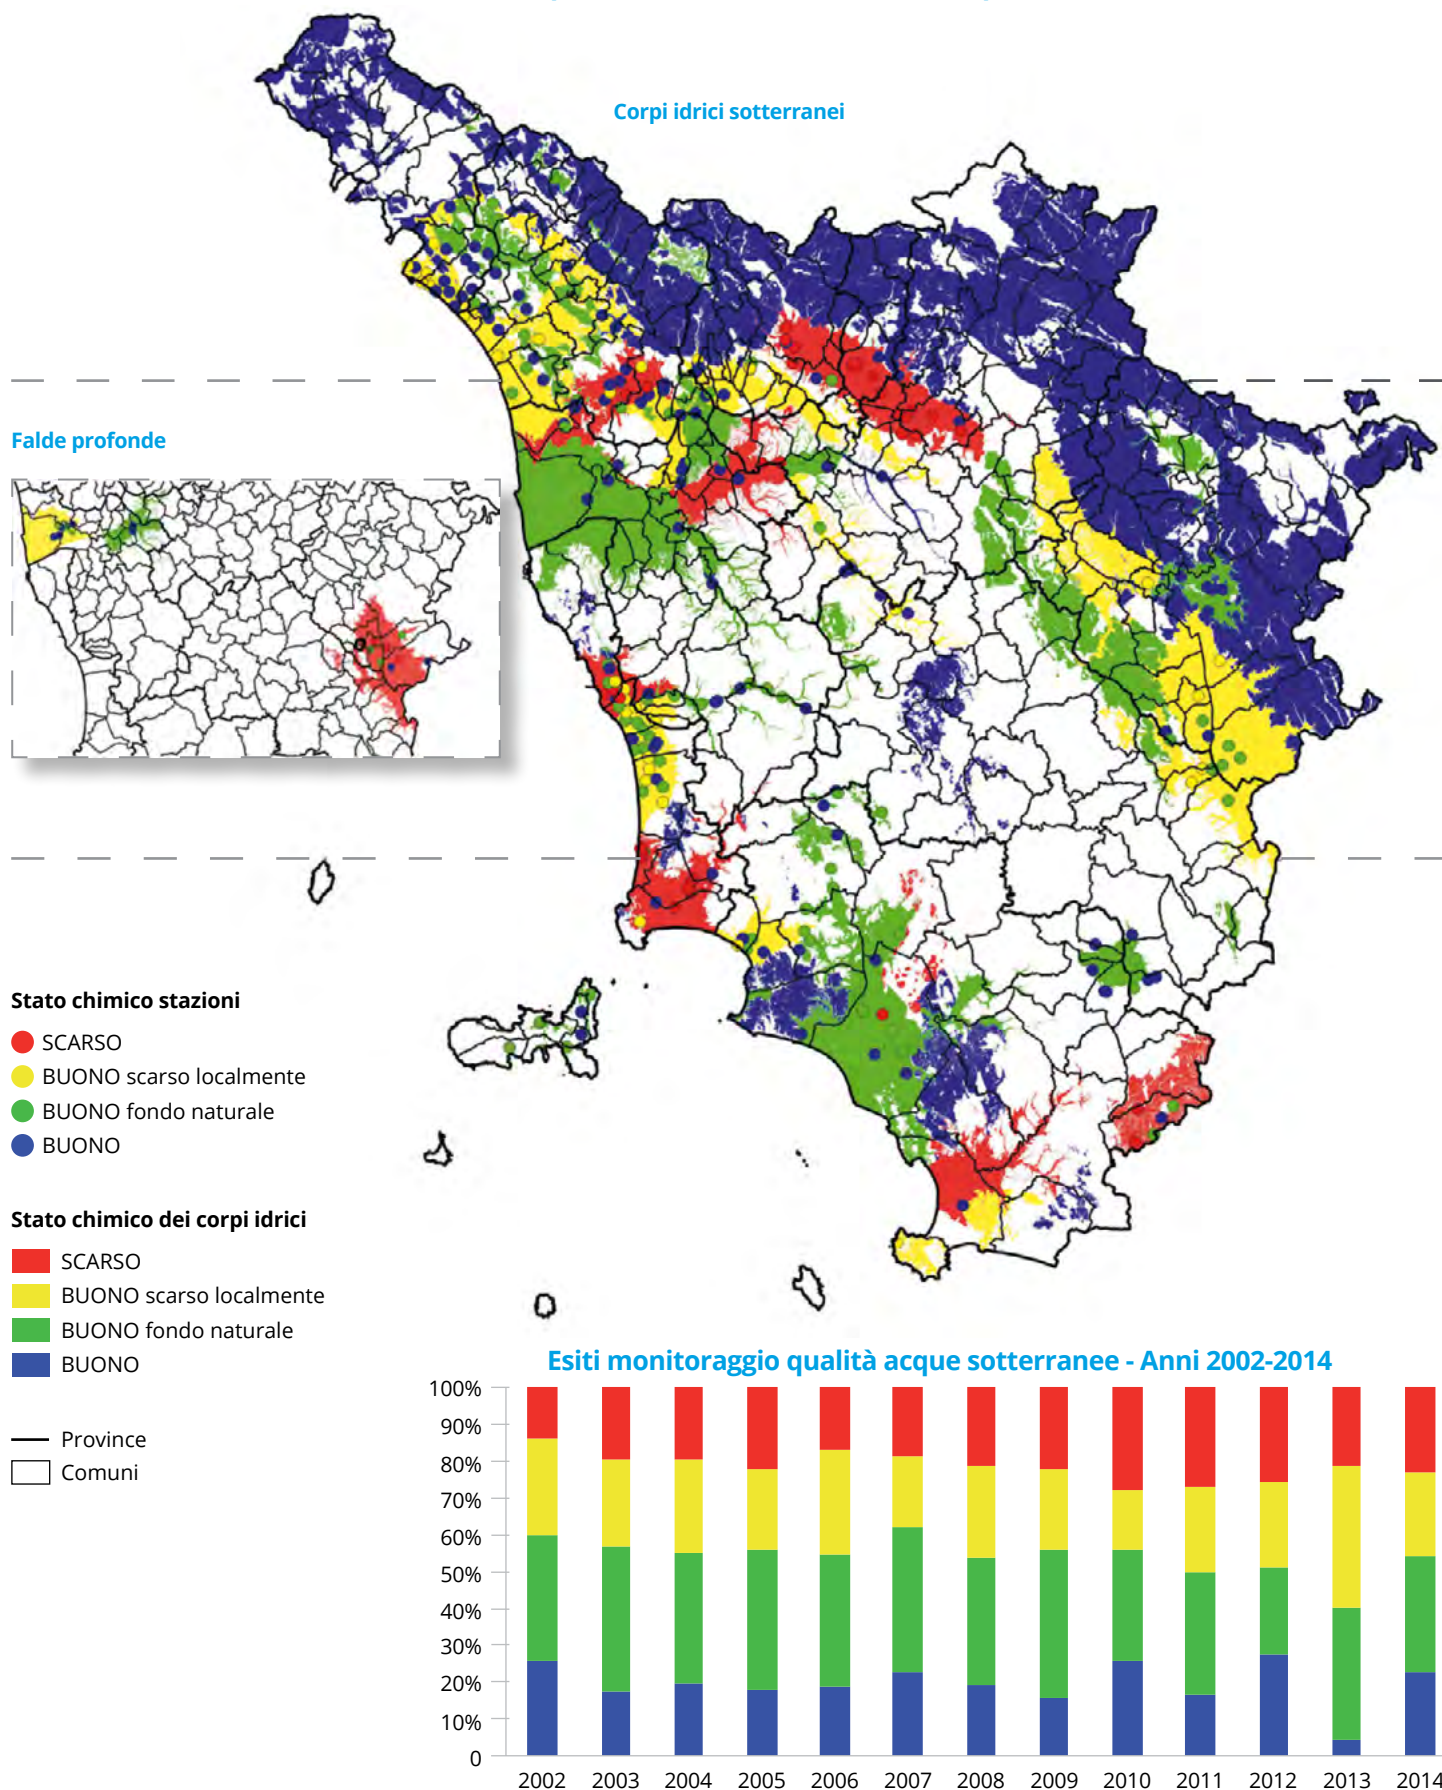 Corpi idrici sotterranei
Falde profonde
Stato chimico stazioni
SCARSO
BUONO scarso localmente
BUONO fondo naturale
BUONO
Stato chimico dei corpi idrici
SCARSO
BUONO scarso localmente
BUONO fondo naturale
BUONO
Province
Comuni
Esiti monitoraggio qualità acque sotterranee - Anni 2002-2014
100%
90%
80%
70%
60%
50%
40%
30%
20%
10%
0
2002 2003 2004 2005 2006 2007 2008 2009 2010 2011 2012 2013 2014